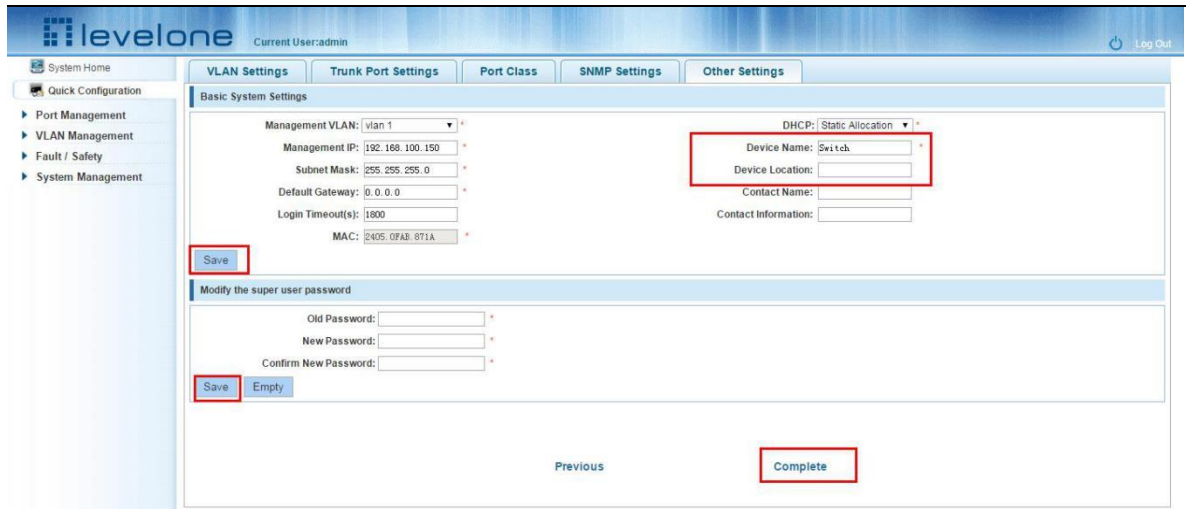 levelone Current User:admin Log Out
System Home
Quick Configuration
Port Management
VLAN Management
Fault / Safety
System Management
VLAN Settings Trunk Port Settings Port Class SNMP Settings Other Settings
Basic System Settings
Management VLAN: vlan 1 * DHCP: Static Allocation *
Management IP: 192.168.100.150 * Device Name: Switch *
Subnet Mask: 255.255.255.0 * Device Location:
Default Gateway: 0.0.0.0 * Contact Name:
Login Timeout(s): 1800 Contact Information:
MAC: 2405.0FAB.871A *
Save
Modify the super user password
Old Password: *
New Password: *
Confirm New Password: *
Save Empty
Previous Complete